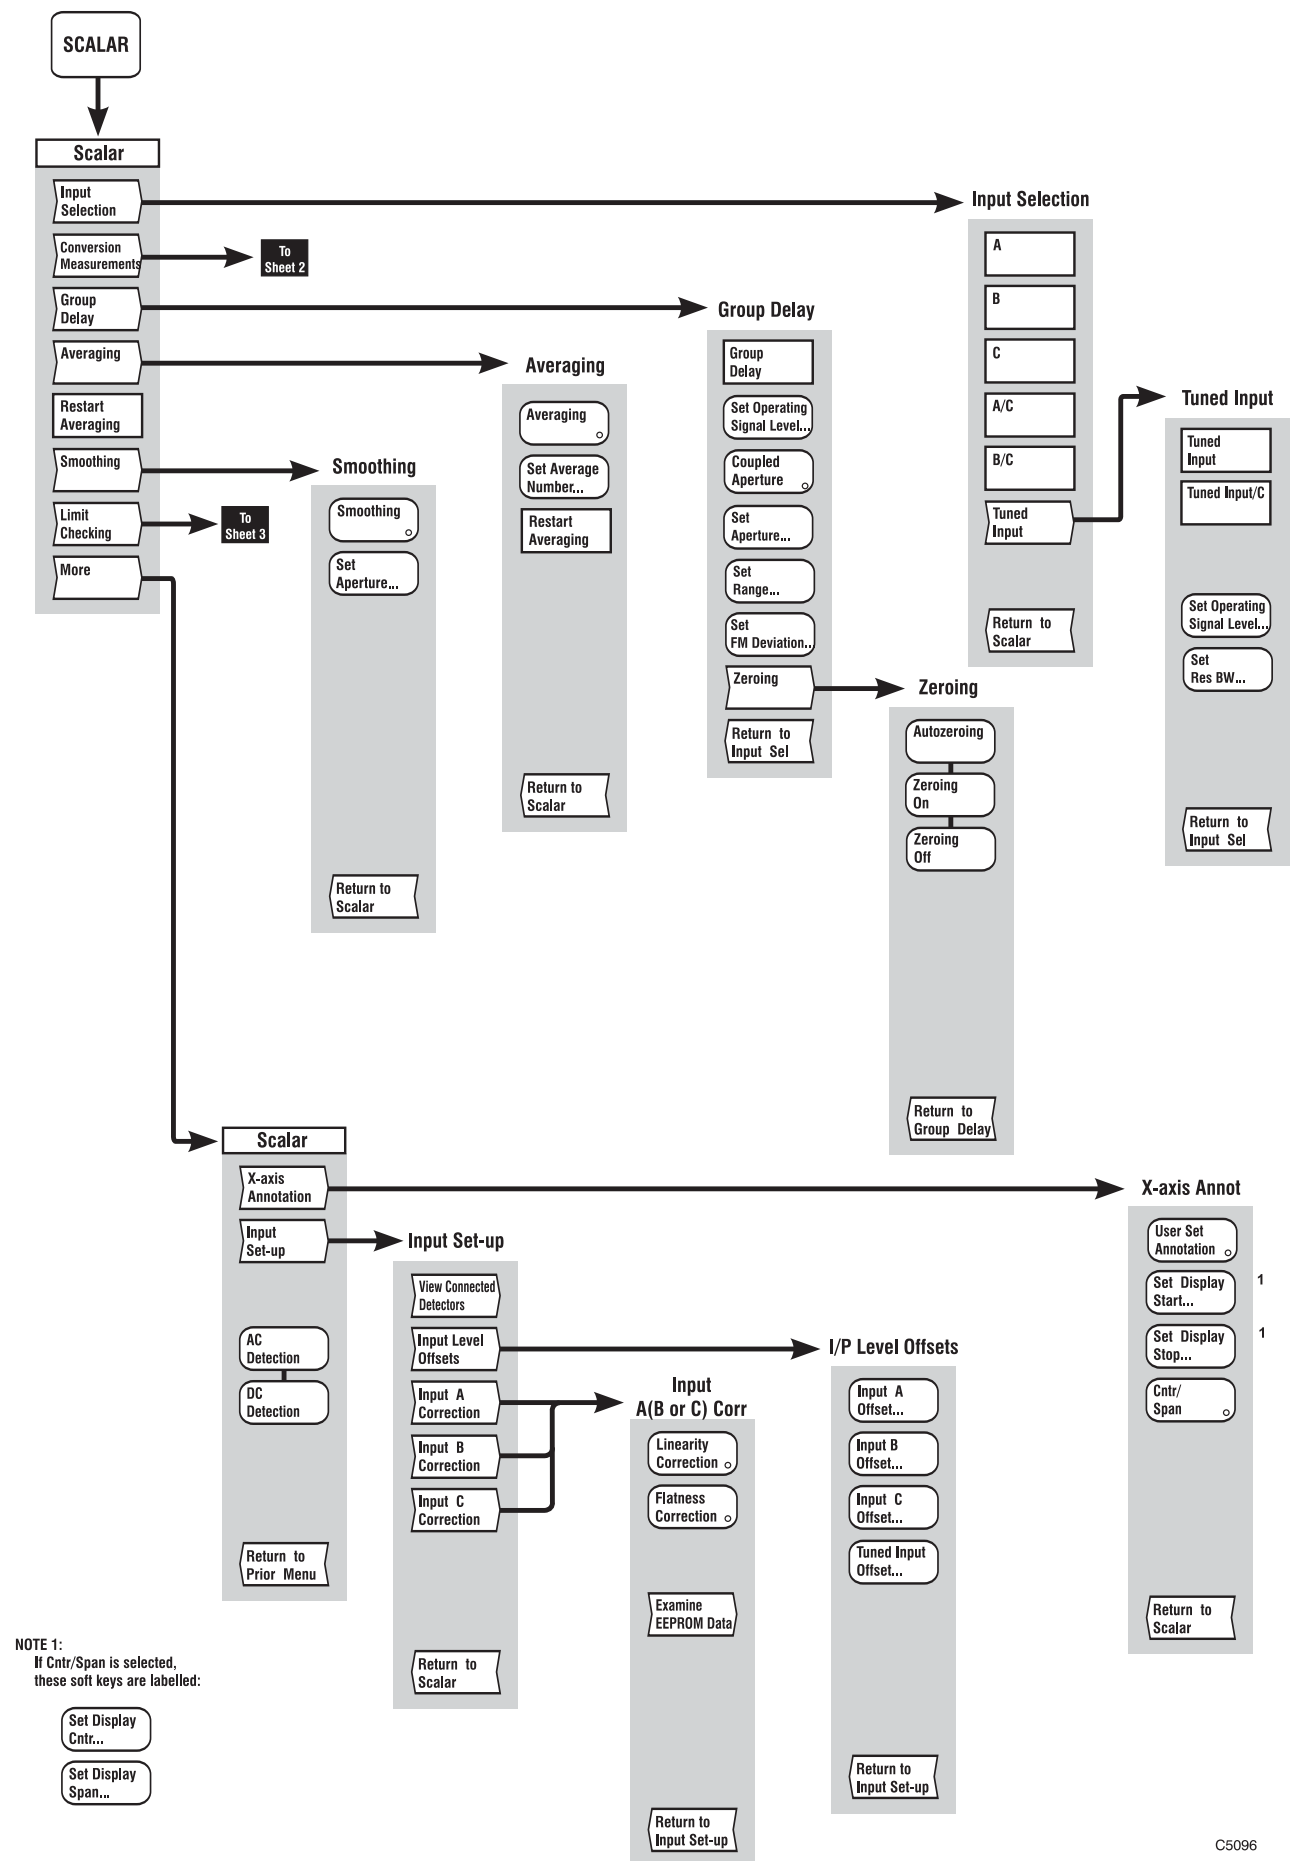 SCALAR
Scalar
Input
Selection
Conversion
Measurements
To
Sheet 2
Group
Delay
Averaging
Restart
Averaging
Smoothing
Limit
Checking
To
Sheet 3
More
Smoothing
Smoothing
Set
Aperture...
Return to
Scalar
Averaging
Averaging
Set Average
Number...
Restart
Averaging
Return to
Scalar
Group Delay
Group
Delay
Set Operating
Signal Level...
Coupled
Aperture
Set
Aperture...
Set
Range...
Set
FM Deviation...
Zeroing
Return to
Input Sel
Zeroing
Autozeroing
Zeroing
On
Zeroing
Off
Return to
Group Delay
Input Selection
A
B
C
A/C
B/C
Tuned
Input
Return to
Scalar
Tuned Input
Tuned
Input
Tuned Input/C
Set Operating
Signal Level...
Set
Res BW...
Return to
Input Sel
Scalar
X-axis
Annotation
Input
Set-up
AC
Detection
DC
Detection
Return to
Prior Menu
Input Set-up
View Connected
Detectors
Input Level
Offsets
Input A
Correction
Input B
Correction
Input C
Correction
Return to
Scalar
Input
A(B or C) Corr
Linearity
Correction
Flatness
Correction
Examine
EEPROM Data
Return to
Input Set-up
I/P Level Offsets
Input A
Offset...
Input B
Offset...
Input C
Offset...
Tuned Input
Offset...
Return to
Input Set-up
X-axis Annot
User Set
Annotation
Set Display
Start...
1
Set Display
Stop...
1
Cntr/
Span
Return to
Scalar
NOTE 1:
If Cntr/Span is selected,
these soft keys are labelled:
Set Display
Cntr...
Set Display
Span...
C5096